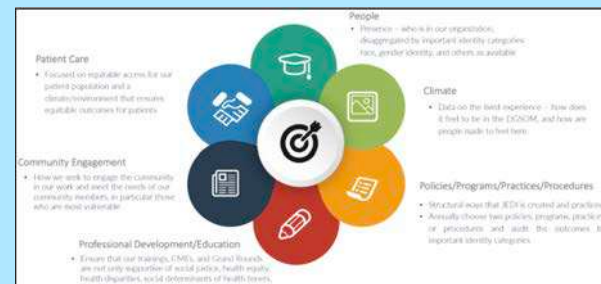 People
• Presence – who is in our organization,
disaggregated by important identity categories
race, gender identity, and others as available
Patient Care
• Focused on equitable access for our
patient population and a
climate/environment that ensures
equitable outcomes for patients
Climate
• Data on the lived experience – how does
it feel to be in the DGSOM, and how are
people made to feel here
Community Engagement
• How we seek to engage the community
in our work and meet the needs of our
community members, in particular those
who are most vulnerable
Policies/Programs/Practices/Procedures
• Structural ways that JEDI is created and practiced
• Annually choose two policies, programs, practices
or procedures and audit the outcomes by
important identity categories
Professional Development/Education
• Ensure that our trainings, CMEs, and Grand Rounds
are not only supportive of social justice, health equity,
health disparities, social determinants of health tenets,